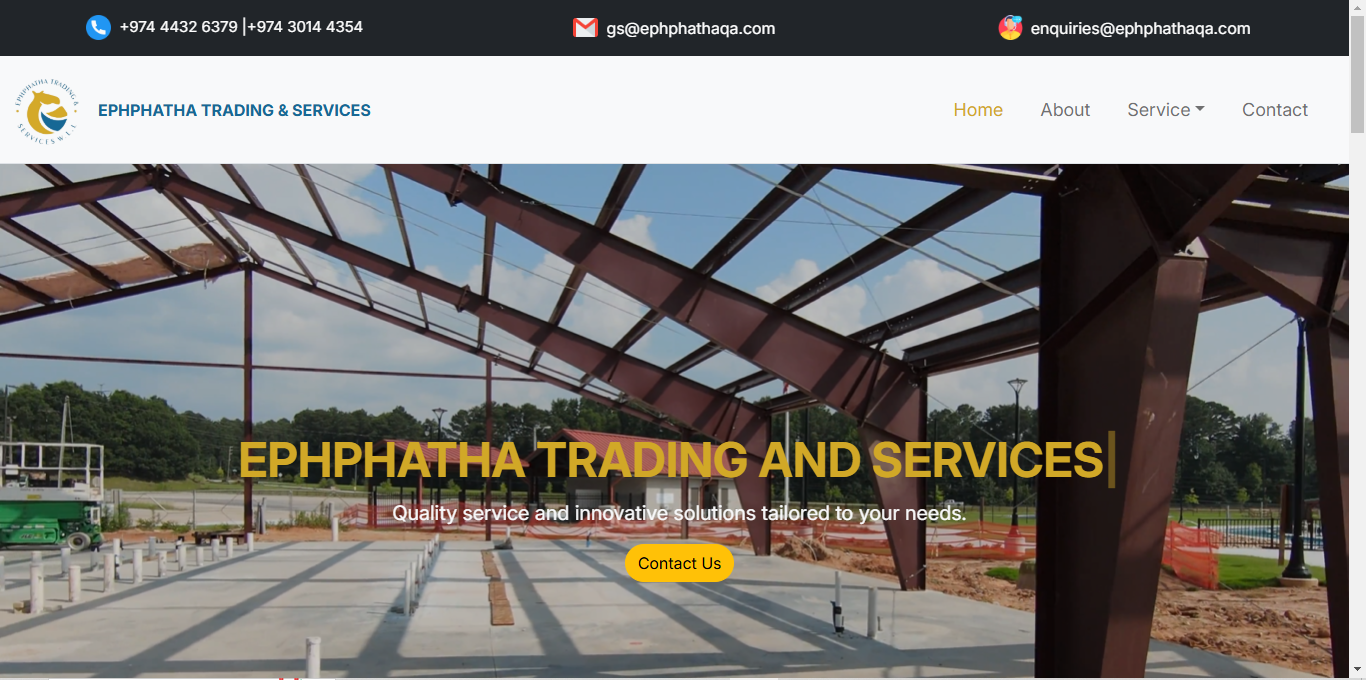 +974 4432 6379 |+974 3014 4354
gs@ephphathaqa.com
enquiries@ephphathaqa.com
EPHPHATHA TRADING & SERVICES W.L.L
EPHPHATHA TRADING & SERVICES
Home
About
Service
Contact
EPHPHATHA TRADING AND SERVICES
Quality service and innovative solutions tailored to your needs.
Contact Us